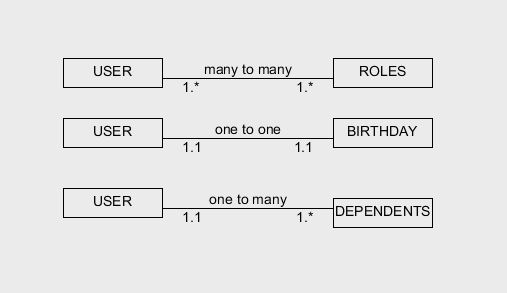 USER many to many ROLES
1.* 1.*
USER one to one BIRTHDAY
1.1 1.1
USER one to many DEPENDENTS
1.1 1.*